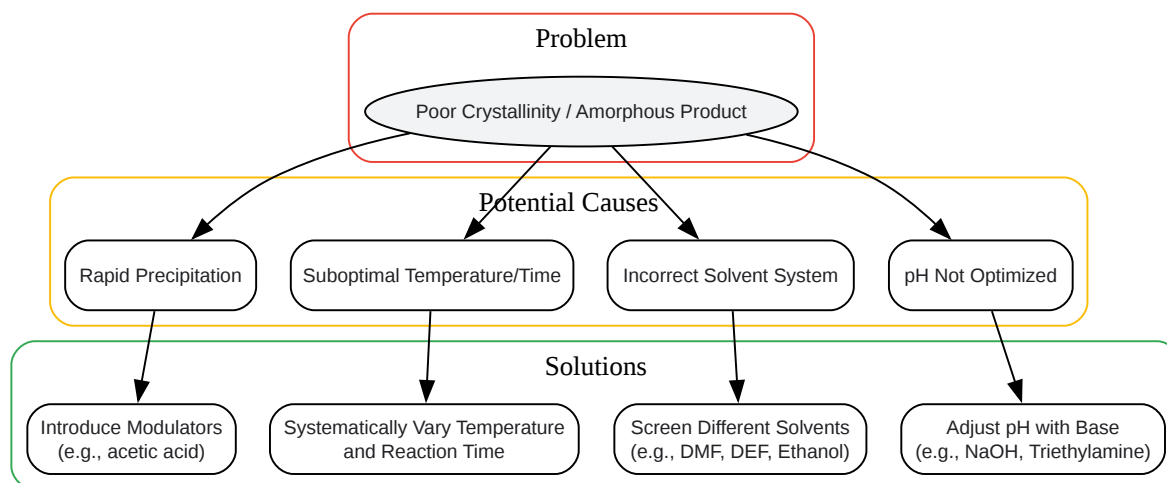 Problem
Poor Crystallinity / Amorphous Product
Potential Causes
Rapid Precipitation
Suboptimal Temperature/Time
Incorrect Solvent System
pH Not Optimized
Solutions
Introduce Modulators
(e.g., acetic acid)
Systematically Vary Temperature
and Reaction Time
Screen Different Solvents
(e.g., DMF, DEF, Ethanol)
Adjust pH with Base
(e.g., NaOH, Triethylamine)